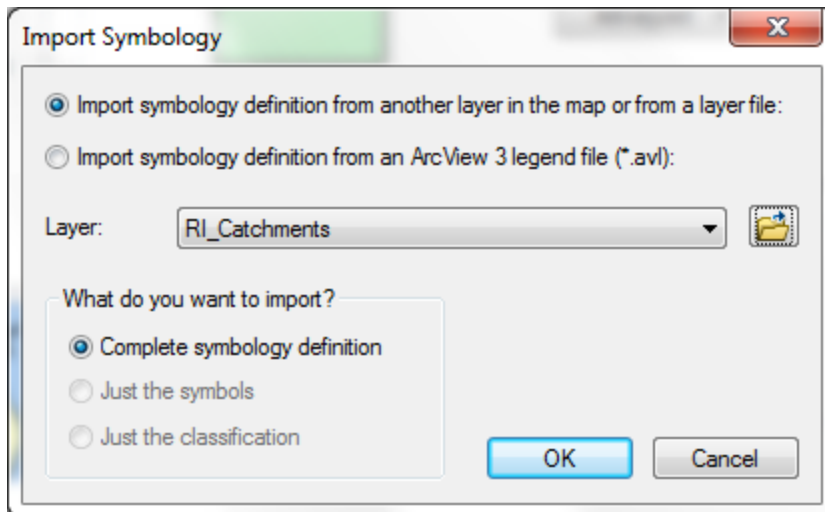 Import Symbology
Import symbology definition from another layer in the map or from a layer file:
Import symbology definition from an ArcView 3 legend file (*.avl):
Layer: RI_Catchments
What do you want to import?
Complete symbology definition
Just the symbols
Just the classification
OK Cancel